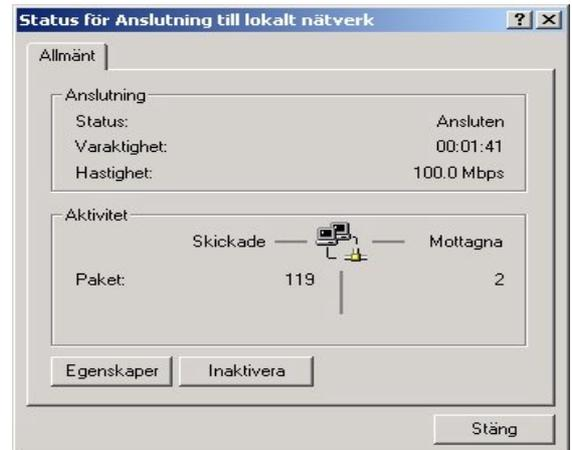 Status för Anslutning till lokalt nätverk
Allmänt
Anslutning
Status: Ansluten
Varaktighet: 00:01:41
Hastighet: 100.0 Mbps
Aktivitet
Skickade Mottagna
Paket: 119 2
Egenskaper Inaktivera
Stäng